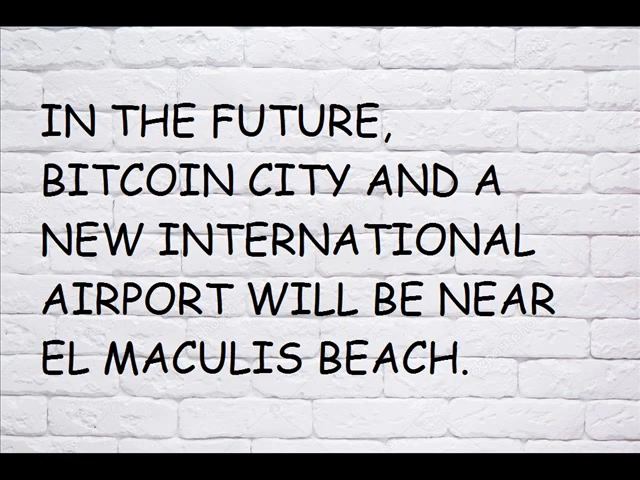 IN THE FUTURE,
BITCOIN CITY AND A
NEW INTERNATIONAL
AIRPORT WILL BE NEAR
EL MACULIS BEACH.